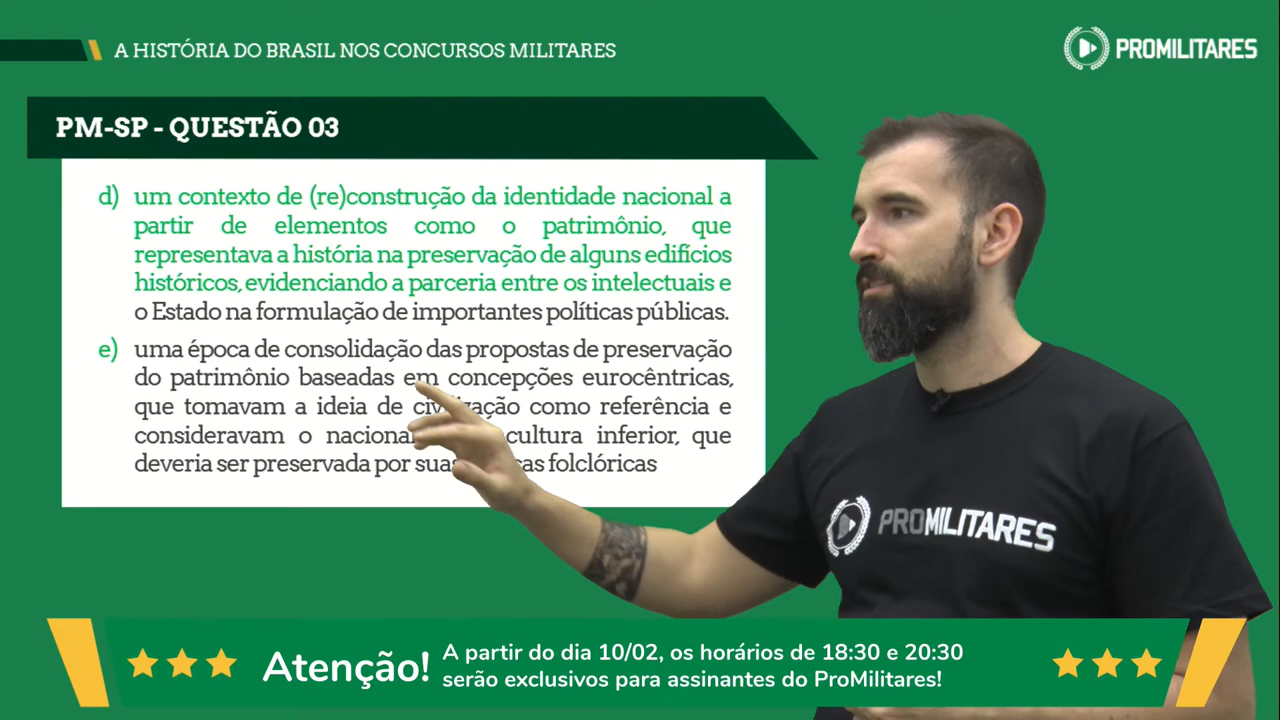 A HISTÓRIA DO BRASIL NOS CONCURSOS MILITARES
PROMILITARES
PM-SP - QUESTÃO 03
d) um contexto de (re)construção da identidade nacional a
partir de elementos como o patrimônio, que
representava a história na preservação de alguns edifícios
históricos, evidenciando a parceria entre os intelectuais e
o Estado na formulação de importantes políticas públicas.
e) uma época de consolidação das propostas de preservação
do patrimônio baseadas em concepções eurocêntricas,
que tomavam a ideia de civilização como referência e
consideravam o nacional cultura inferior, que
deveria ser preservada por suas folclóricas
PROMILITARES
Atenção!
A partir do dia 10/02, os horários de 18:30 e 20:30
serão exclusivos para assinantes do ProMilitares!